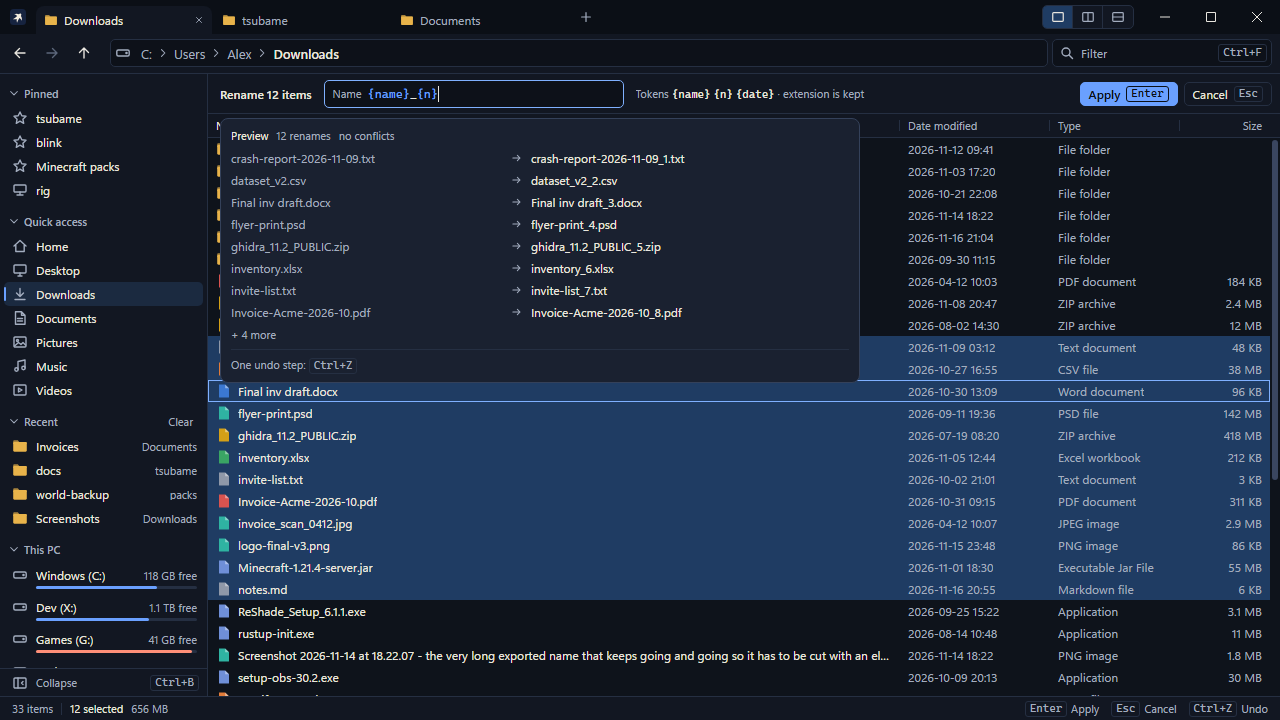 Downloads
tsubame
Documents
C: Users Alex Downloads
Filter Ctrl+F
Pinned
tsubame
blink
Minecraft packs
rig
Quick access
Home
Desktop
Downloads
Documents
Pictures
Music
Videos
Recent Clear
Invoices Documents
docs tsubame
world-backup packs
Screenshots Downloads
This PC
Windows (C:) 118 GB free
Dev (X:) 1.1 TB free
Games (G:) 41 GB free
Collapse Ctrl+B
Rename 12 items Name {name}_{n} Tokens {name} {n} {date} · extension is kept Apply Enter Cancel Esc
Date modified Type Size
Preview 12 renames no conflicts
crash-report-2026-11-09.txt → crash-report-2026-11-09_1.txt
dataset_v2.csv → dataset_v2_2.csv
Final inv draft.docx → Final inv draft_3.docx
flyer-print.psd → flyer-print_4.psd
ghidra_11.2_PUBLIC.zip → ghidra_11.2_PUBLIC_5.zip
inventory.xlsx → inventory_6.xlsx
invite-list.txt → invite-list_7.txt
Invoice-Acme-2026-10.pdf → Invoice-Acme-2026-10_8.pdf
+ 4 more
One undo step: Ctrl+Z
2026-11-12 09:41 File folder
2026-11-03 17:20 File folder
2026-10-21 22:08 File folder
2026-11-14 18:22 File folder
2026-11-16 21:04 File folder
2026-09-30 11:15 File folder
2026-04-12 10:03 PDF document 184 KB
2026-11-08 20:47 ZIP archive 2.4 MB
2026-08-02 14:30 ZIP archive 12 MB
2026-11-09 03:12 Text document 48 KB
2026-10-27 16:55 CSV file 38 MB
Final inv draft.docx 2026-10-30 13:09 Word document 96 KB
flyer-print.psd 2026-09-11 19:36 PSD file 142 MB
ghidra_11.2_PUBLIC.zip 2026-07-19 08:20 ZIP archive 418 MB
inventory.xlsx 2026-11-05 12:44 Excel workbook 212 KB
invite-list.txt 2026-10-02 21:01 Text document 3 KB
Invoice-Acme-2026-10.pdf 2026-10-31 09:15 PDF document 311 KB
invoice_scan_0412.jpg 2026-04-12 10:07 JPEG image 2.9 MB
logo-final-v3.png 2026-11-15 23:48 PNG image 86 KB
Minecraft-1.21.4-server.jar 2026-11-01 18:30 Executable Jar File 55 MB
notes.md 2026-11-16 20:55 Markdown file 6 KB
ReShade_Setup_6.1.1.exe 2026-09-25 15:22 Application 3.1 MB
rustup-init.exe 2026-08-14 10:48 Application 11 MB
Screenshot 2026-11-14 at 18.22.07 - the very long exported name that keeps going and going so it has to be cut with an el... 2026-11-14 18:22 PNG image 1.8 MB
setup-obs-30.2.exe 2026-10-09 20:13 Application 30 MB
33 items 12 selected 656 MB
Enter Apply Esc Cancel Ctrl+Z Undo